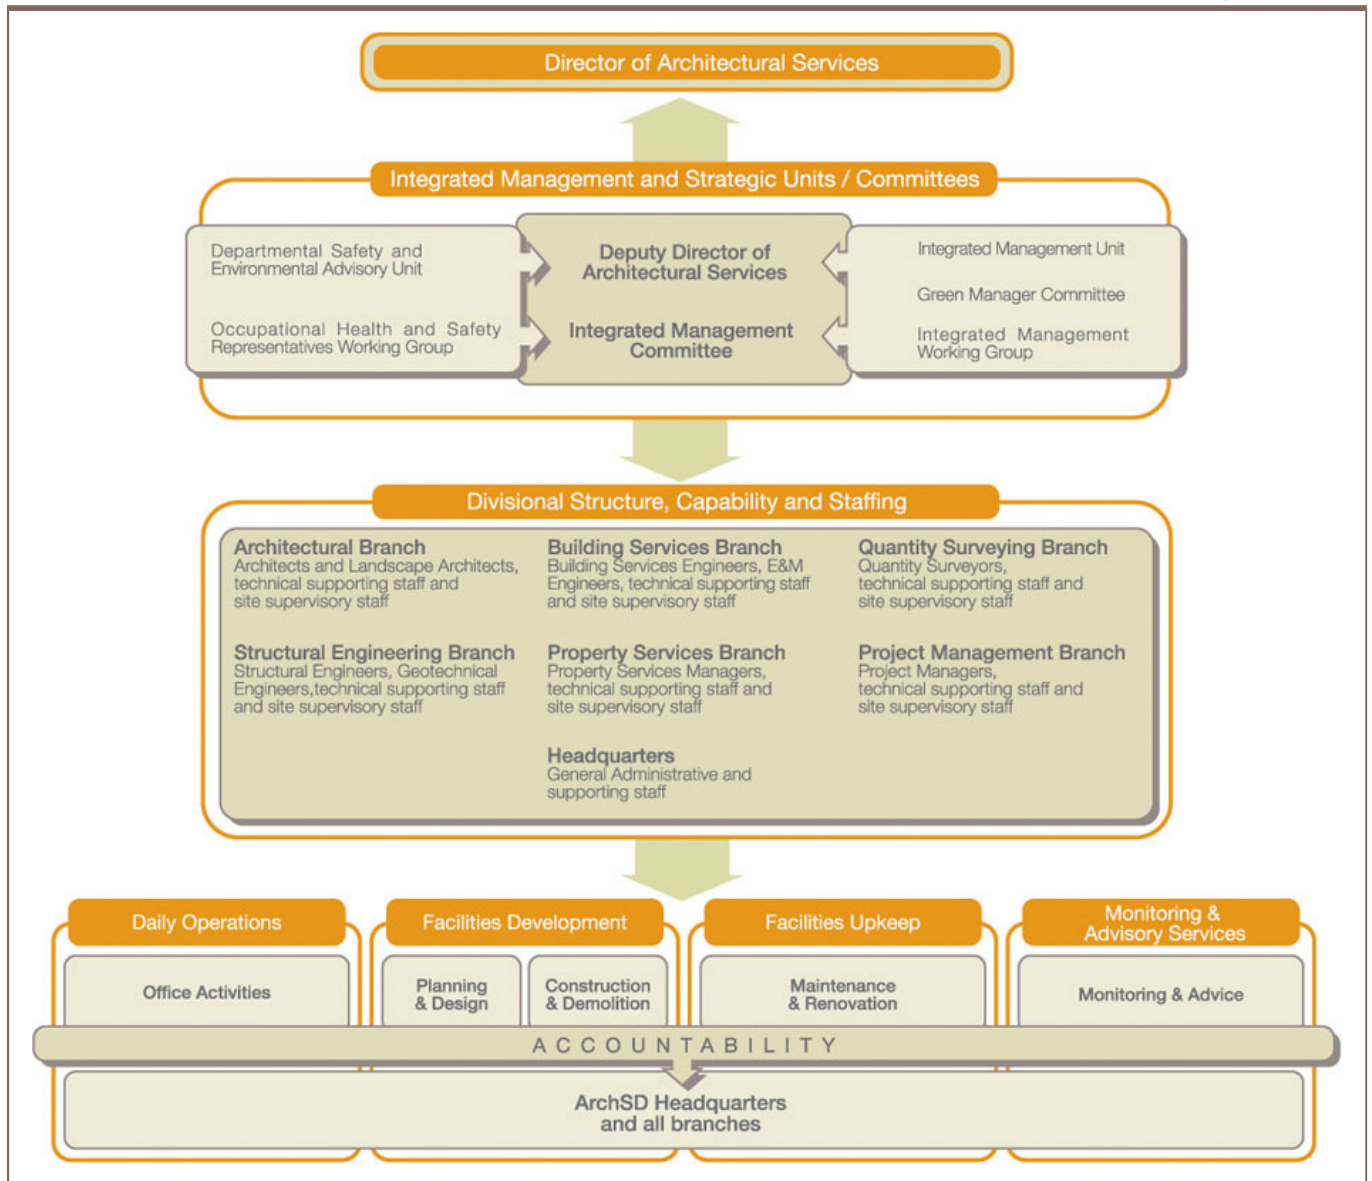 Director of Architectural Services
Integrated Management and Strategic Units / Committees
Departmental Safety and
Environmental Advisory Unit
Occupational Health and Safety
Representatives Working Group
Deputy Director of
Architectural Services
Integrated Management
Committee
Integrated Management Unit
Green Manager Committee
Integrated Management
Working Group
Divisional Structure, Capability and Staffing
Architectural Branch
Architects and Landscape Architects,
technical supporting staff and
site supervisory staff
Building Services Branch
Building Services Engineers, E&M
Engineers, technical supporting staff
and site supervisory staff
Quantity Surveying Branch
Quantity Surveyors,
technical supporting staff and
site supervisory staff
Structural Engineering Branch
Structural Engineers, Geotechnical
Engineers,technical supporting staff
and site supervisory staff
Property Services Branch
Property Services Managers,
technical supporting staff and
site supervisory staff
Project Management Branch
Project Managers,
technical supporting staff and
site supervisory staff
Headquarters
General Administrative and
supporting staff
Daily Operations
Office Activities
Facilities Development
Planning
& Design
Construction
& Demolition
Facilities Upkeep
Maintenance
& Renovation
Monitoring &
Advisory Services
Monitoring & Advice
ACCOUNTABILITY
ArchSD Headquarters
and all branches